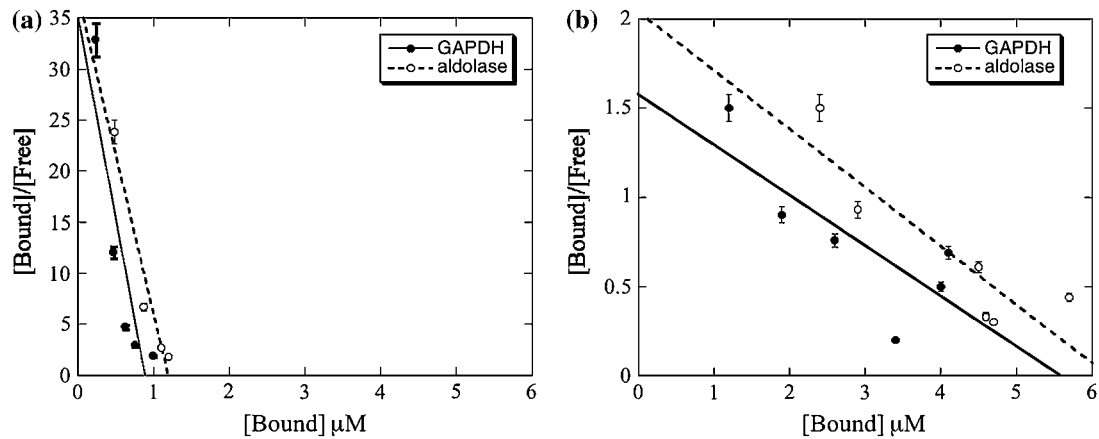 (a)
35
30
25
20
15
10
5
0
[Bound]/[Free]
GAPDH
aldolase
0 1 2 3 4 5 6
[Bound] μM
(b)
2
1.5
1
0.5
0
[Bound]/[Free]
GAPDH
aldolase
0 1 2 3 4 5 6
[Bound] μM